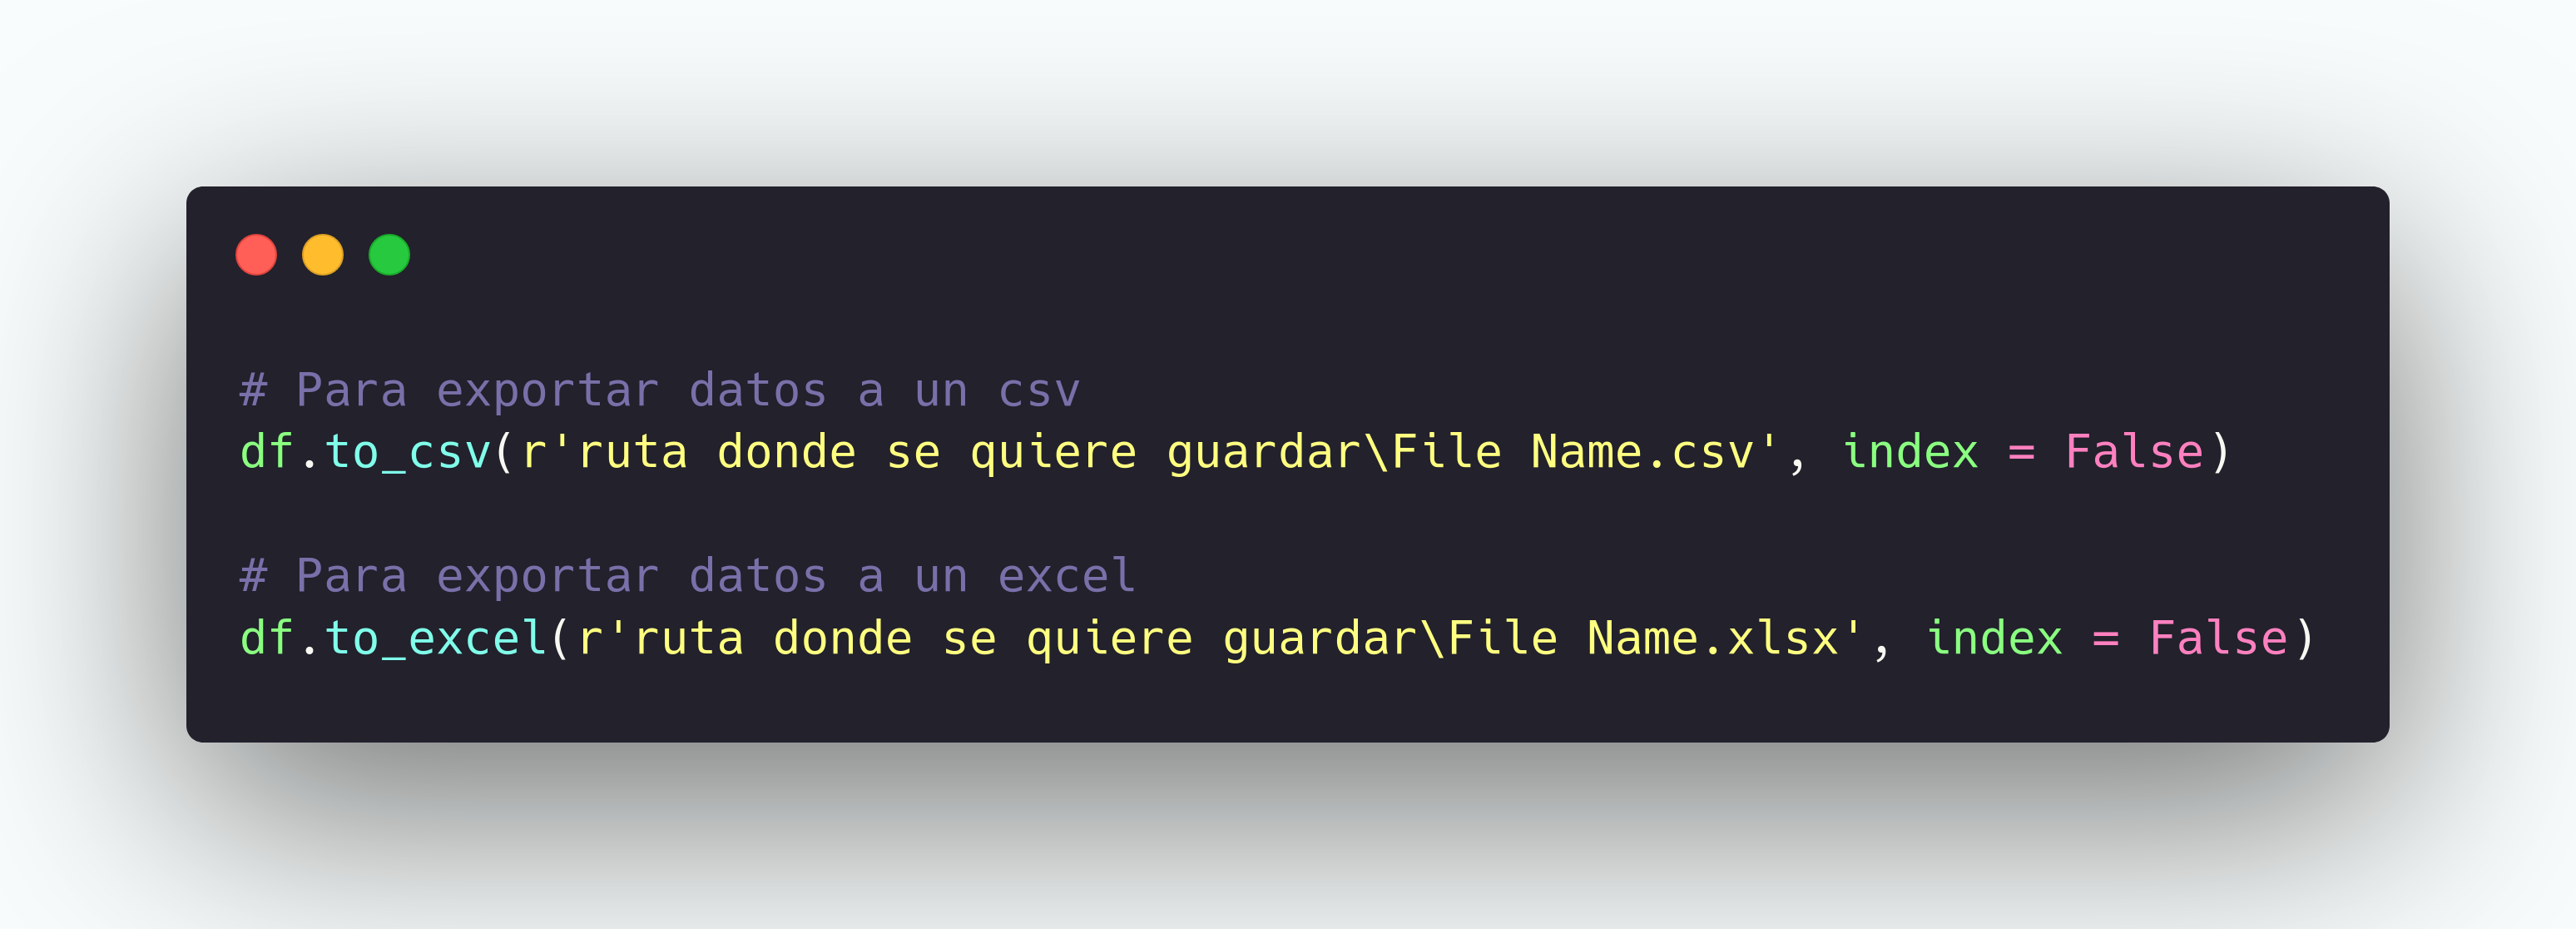 # Para exportar datos a un csv
df.to_csv(r'ruta donde se quiere guardar\File Name.csv', index = False)
# Para exportar datos a un excel
df.to_excel(r'ruta donde se quiere guardar\File Name.xlsx', index = False)